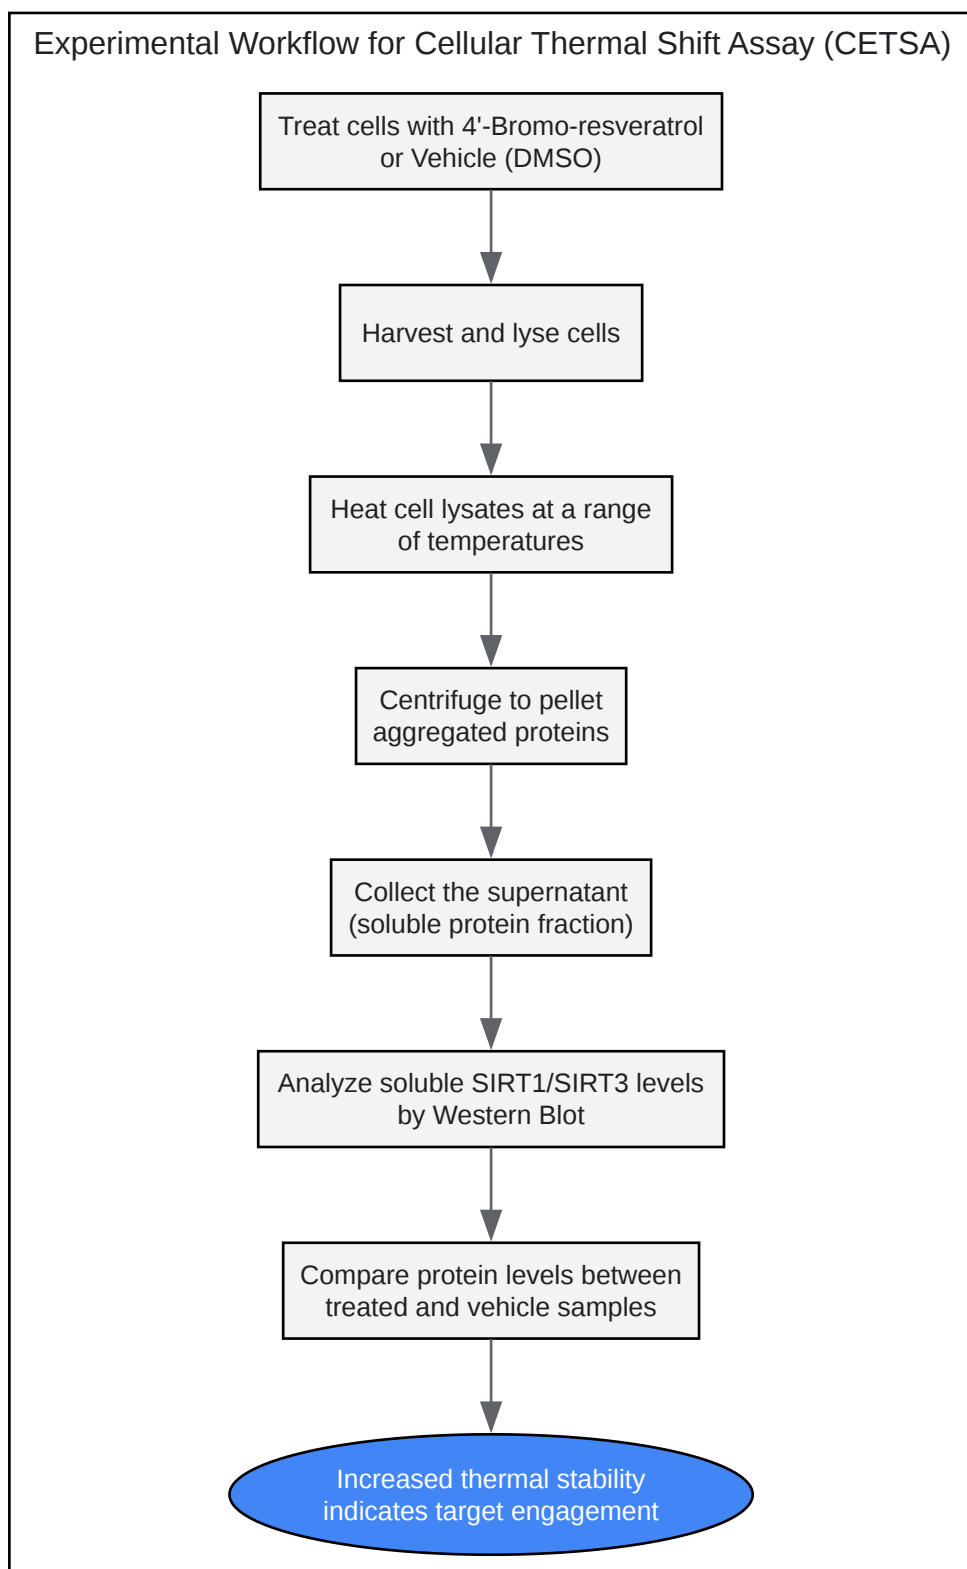 Experimental Workflow for Cellular Thermal Shift Assay (CETSA)
Treat cells with 4'-Bromo-resveratrol
or Vehicle (DMSO)
Harvest and lyse cells
Heat cell lysates at a range
of temperatures
Centrifuge to pellet
aggregated proteins
Collect the supernatant
(soluble protein fraction)
Analyze soluble SIRT1/SIRT3 levels
by Western Blot
Compare protein levels between
treated and vehicle samples
Increased thermal stability
indicates target engagement